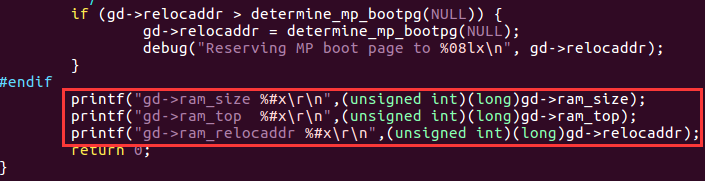 if (gd->relocaddr > determine_mp_bootpg(NULL)) {
gd->relocaddr = determine_mp_bootpg(NULL);
debug("Reserving MP boot page to %08lx\n", gd->relocaddr);
}
#endif
printf("gd->ram_size %#x\r\n",(unsigned int)(long)gd->ram_size);
printf("gd->ram_top  %#x\r\n",(unsigned int)(long)gd->ram_top);
printf("gd->ram_relocaddr %#x\r\n",(unsigned int)(long)gd->relocaddr);
return 0;
}